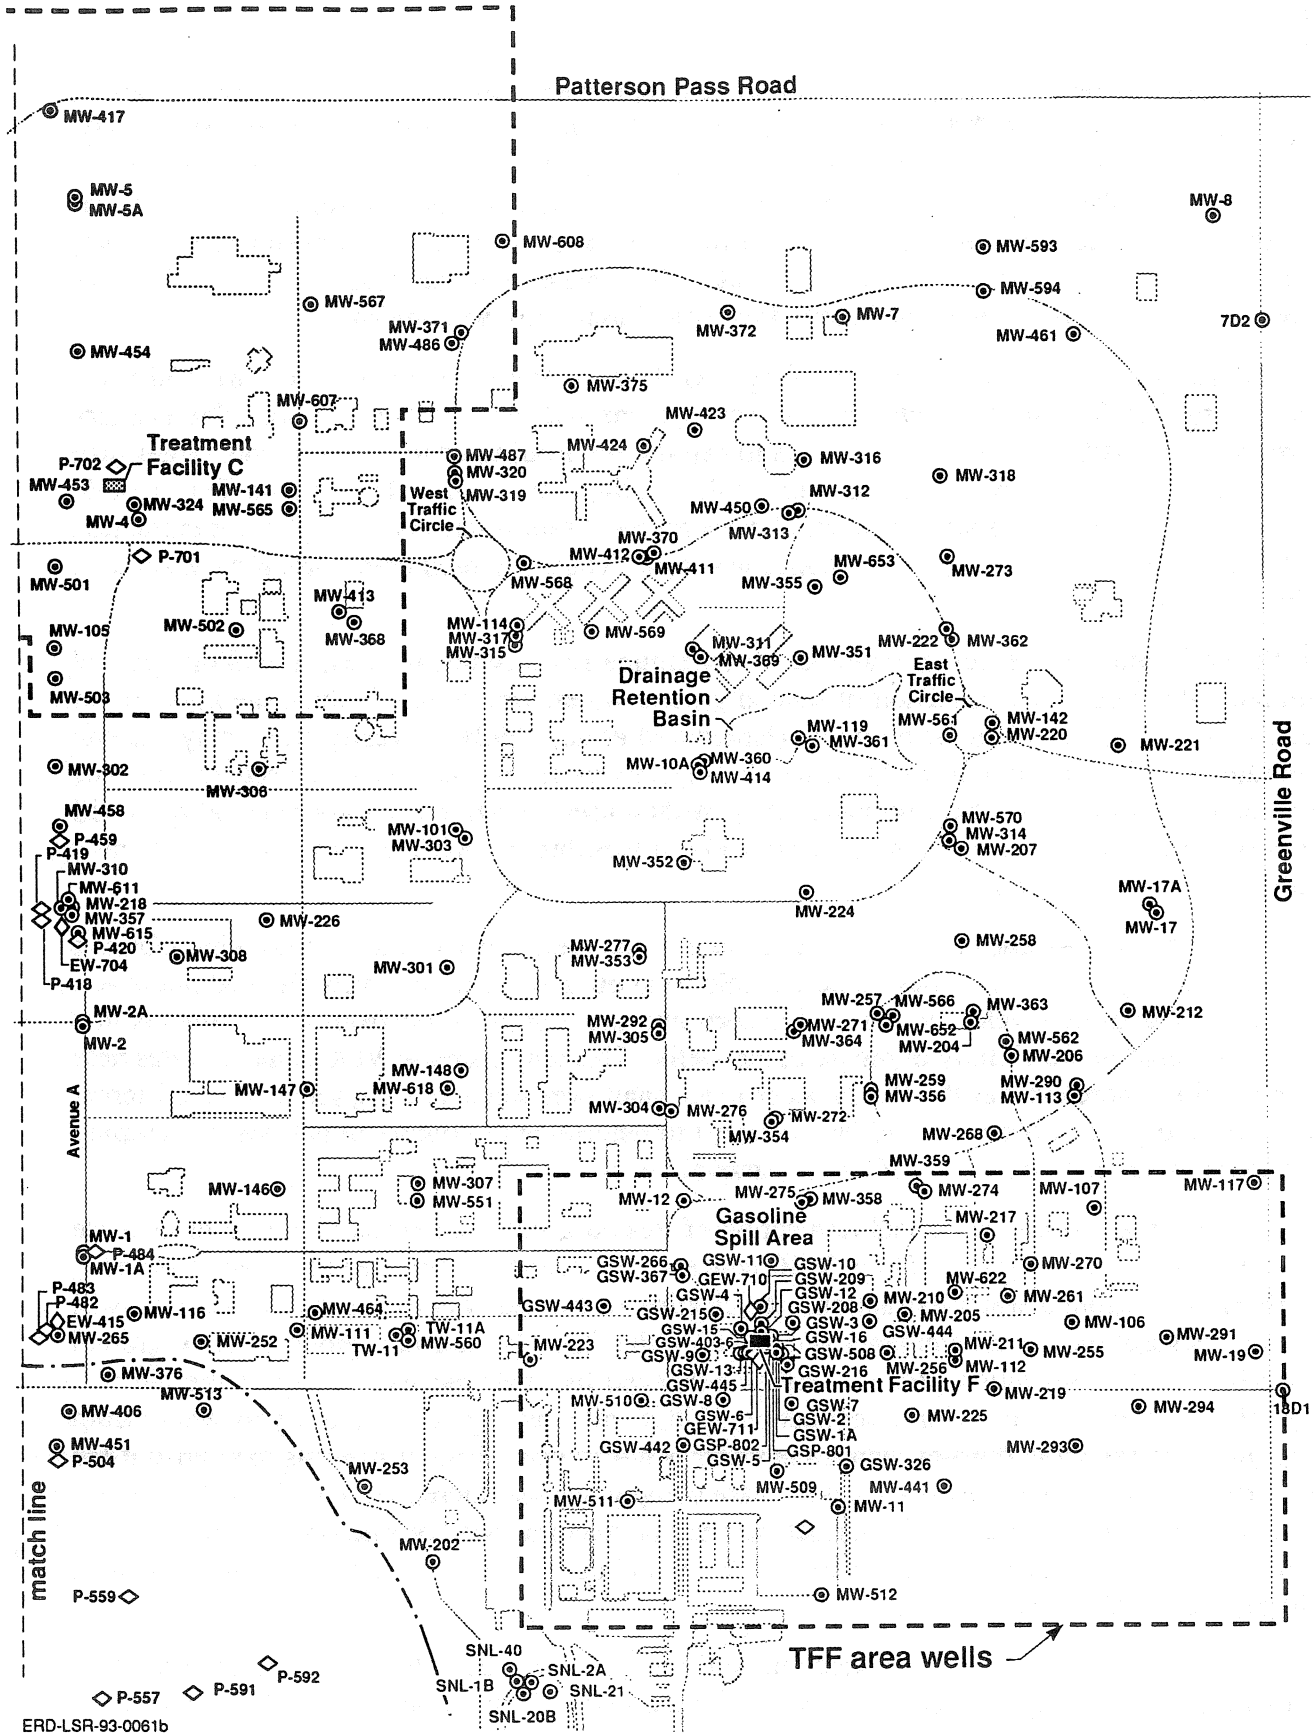 Patterson Pass Road
MW-417
MW-5
MW-5A
MW-8
MW-608
MW-593
MW-594
MW-567
MW-371
MW-486
MW-372
MW-7
MW-461
7D2
MW-454
MW-375
MW-607
MW-423
MW-424
Treatment
Facility C
P-702
MW-453
MW-324
MW-4
MW-141
MW-565
MW-487
MW-320
MW-319
West
Traffic
Circle
MW-316
MW-318
MW-312
MW-450
MW-313
MW-370
MW-412
MW-411
P-701
MW-501
MW-568
MW-355
MW-653
MW-273
MW-413
MW-502
MW-368
MW-105
MW-503
MW-114
MW-317
MW-315
MW-569
MW-311
MW-369
MW-351
MW-222
MW-362
East
Traffic
Circle
Drainage
Retention
Basin
MW-119
MW-361
MW-561
MW-142
MW-220
MW-221
MW-302
MW-306
MW-10A
MW-360
MW-414
Greenville Road
MW-458
P-459
P-419
MW-310
MW-611
MW-218
MW-357
MW-615
P-420
EW-704
P-418
MW-101
MW-303
MW-352
MW-570
MW-314
MW-207
MW-224
MW-17A
MW-17
MW-226
MW-308
MW-301
MW-277
MW-353
MW-258
MW-2A
MW-2
MW-292
MW-305
MW-271
MW-364
MW-257
MW-566
MW-652
MW-204
MW-363
MW-562
MW-206
MW-212
Avenue A
MW-147
MW-148
MW-618
MW-304
MW-276
MW-272
MW-354
MW-259
MW-356
MW-290
MW-113
MW-268
MW-359
MW-146
MW-307
MW-551
MW-12
MW-275
MW-358
MW-274
MW-107
MW-117
MW-217
Gasoline
Spill Area
MW-1
P-484
MW-1A
P-483
P-482
EW-415
MW-265
MW-116
MW-252
MW-464
MW-111
TW-11A
TW-11
MW-560
GSW-266
GSW-367
GSW-11
GEW-710
GSW-4
GSW-10
GSW-209
GSW-12
GSW-208
GSW-3
GSW-16
GSW-508
GSW-216
GSW-443
GSW-215
GSW-15
GSW-403-6
GSW-9
GSW-13
GSW-445
MW-223
MW-210
MW-205
GSW-444
MW-256
MW-622
MW-261
MW-270
MW-211
MW-112
MW-255
MW-106
MW-291
MW-19
Treatment Facility F
MW-219
18D1
MW-294
MW-376
MW-513
MW-406
MW-451
P-504
MW-510
GSW-8
GSW-6
GEW-711
GSP-802
GSW-5
GSW-7
GSW-2
GSW-1A
GSP-801
GSW-442
MW-225
MW-293
GSW-326
MW-441
MW-509
MW-11
MW-511
MW-253
MW-202
match line
MW-512
P-559
P-592
P-591
P-557
SNL-40
SNL-2A
SNL-1B
SNL-21
SNL-20B
TFF area wells
ERD-LSR-93-0061b